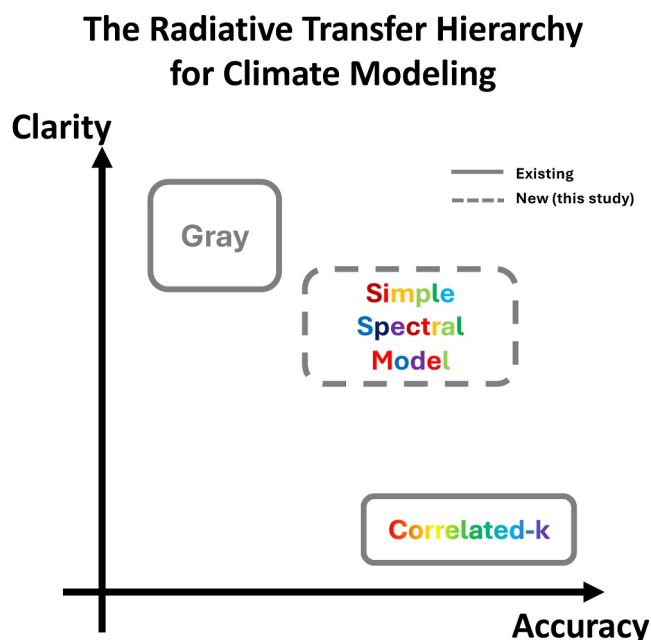 The Radiative Transfer Hierarchy
for Climate Modeling
Clarity
Existing
New (this study)
Gray
Simple
Spectral
Model
Correlated-k
Accuracy